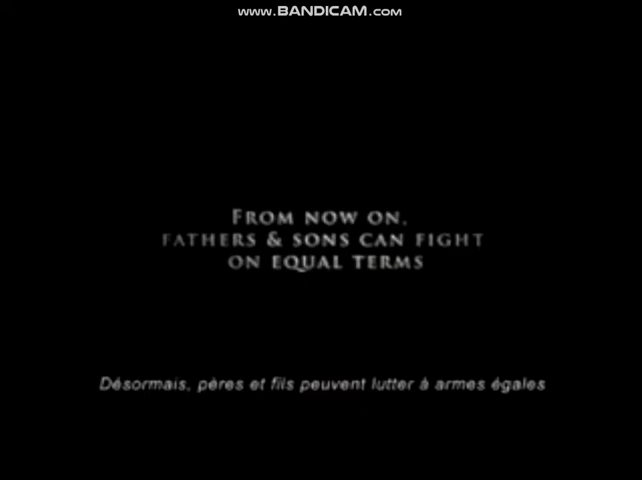 www.BANDICAM.com
FROM NOW ON,
FATHERS & SONS CAN FIGHT
ON EQUAL TERMS
Désormais, pères et fils peuvent lutter à armes égales